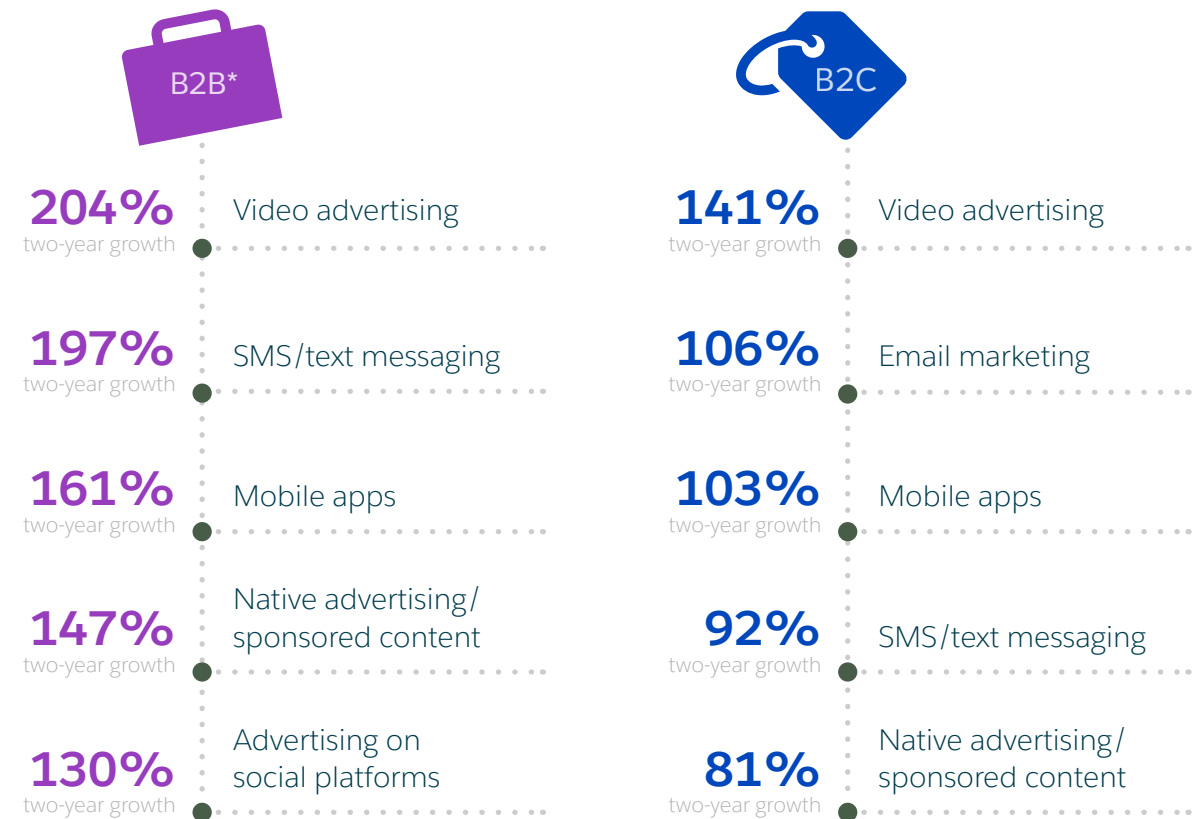 B2B*
204%
two-year growth
Video advertising
197%
two-year growth
SMS/text messaging
161%
two-year growth
Mobile apps
147%
two-year growth
Native advertising/
sponsored content
130%
two-year growth
Advertising on
social platforms
B2C
141%
two-year growth
Video advertising
106%
two-year growth
Email marketing
103%
two-year growth
Mobile apps
92%
two-year growth
SMS/text messaging
81%
two-year growth
Native advertising/
sponsored content